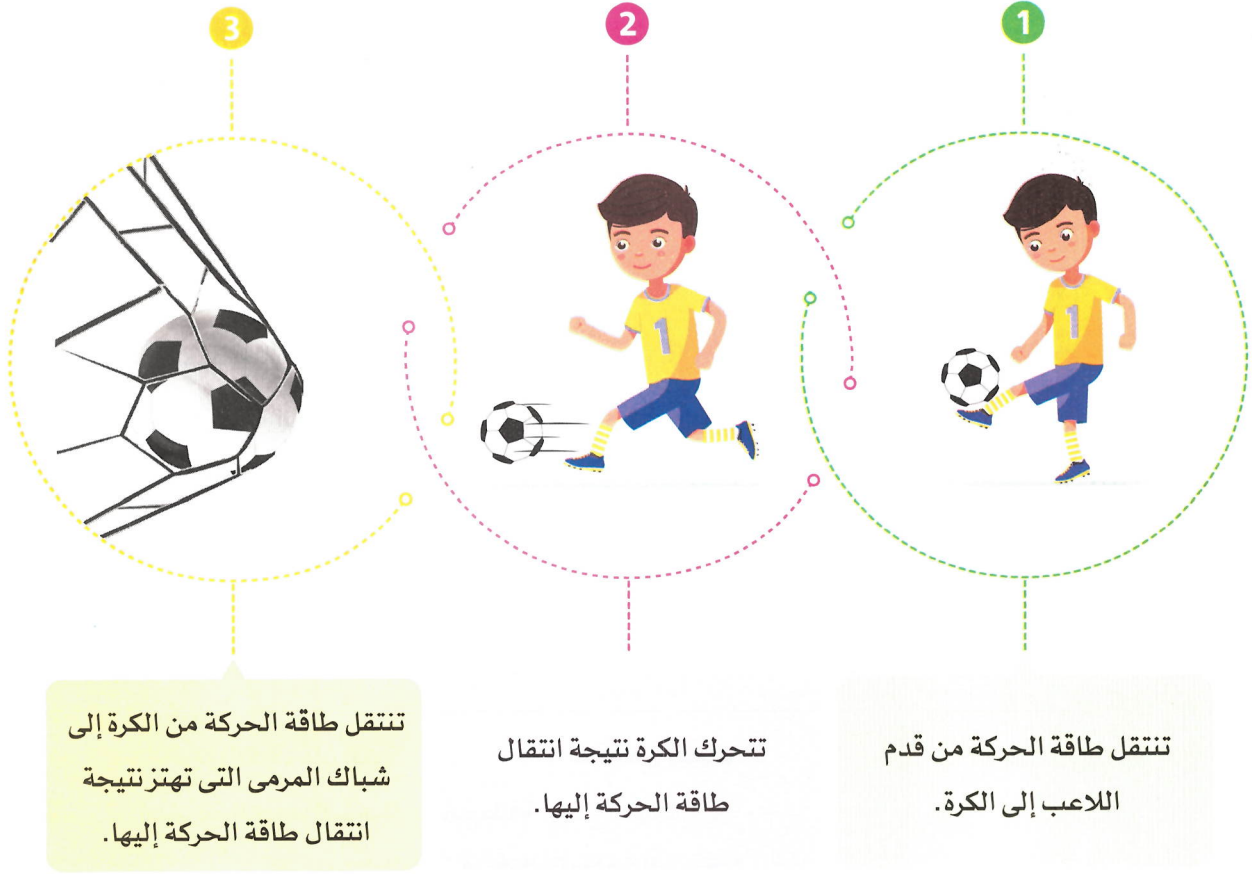 1
تنتقل طاقة الحركة من قدم
اللاعب إلى الكرة.
2
تتحرك الكرة نتيجة انتقال
طاقة الحركة إليها.
3
تنتقل طاقة الحركة من الكرة إلى
شباك المرمى التى تهتز نتيجة
انتقال طاقة الحركة إليها.
1
1